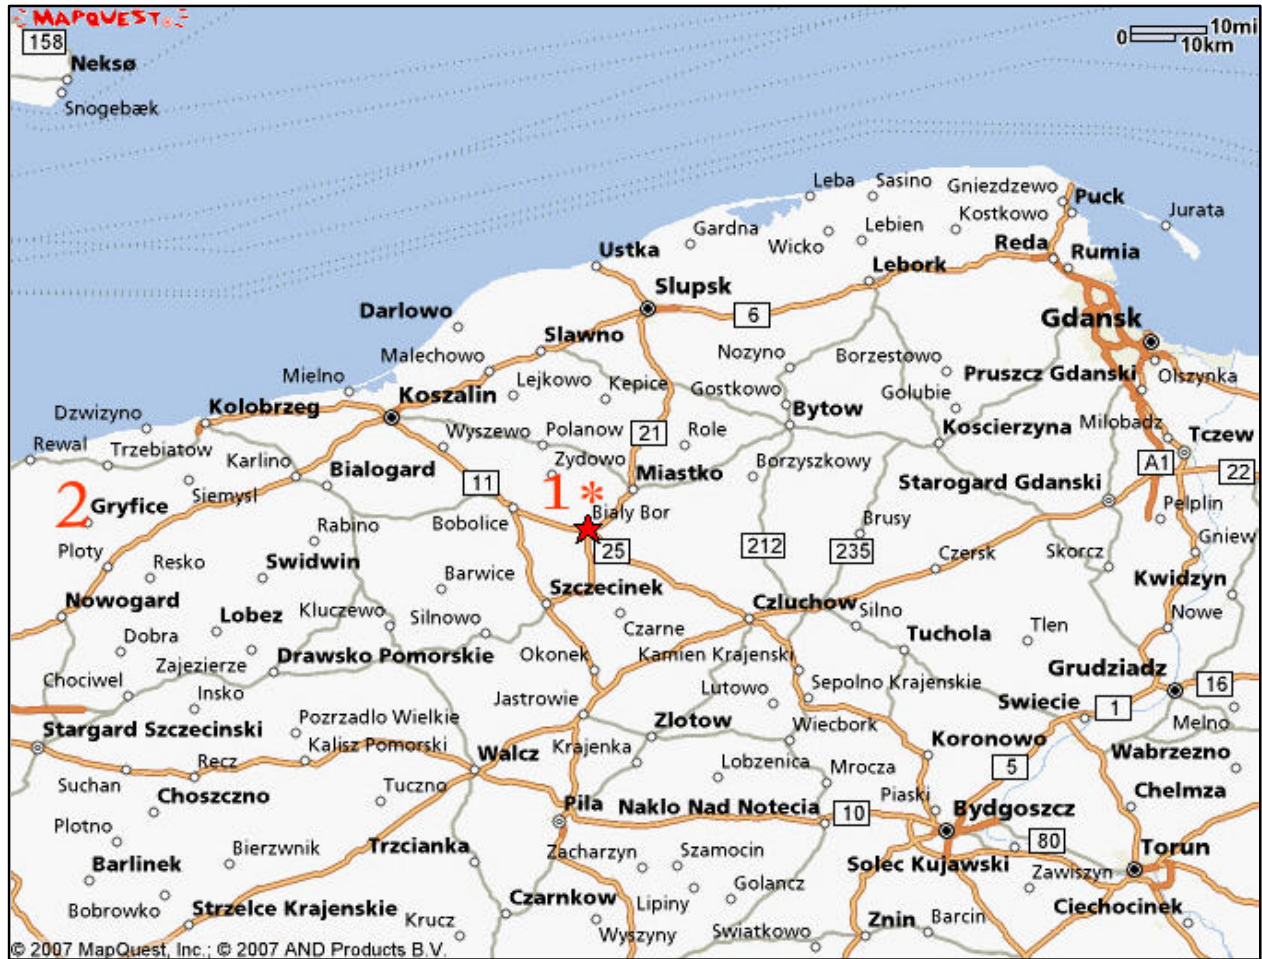 MAPQUEST
158
Neksø
Snogebæk
0 10mi
10km
Leba Sasino Gniezdzewo
Puck
Kostkowo
Jurata
Gardna
Wicko
Lebien
Reda
Rumia
Ustka
Lebork
Slupsk
6
Darlowo
Gdansk
Slawno
Malechowo
Nozyno
Borzestowo
Mielno
Lejkowo
Kepice
Gostkowo
Golubie
Pruszcz Gdanski
Olszynka
Koszalin
Dzwizyno
Kolobrzeg
Bytow
Koscierzyna
Milobadz
Tczew
Rewal
Trzebiatow
Wyszewo
Polanow
21
Role
Karlino
Bialogard
Zydowo
Miastko
Borzyszkowy
A1
22
11
Starogard Gdanski
Siemysl
2
Gryfice
1 *
Pelplin
Bialy Bor
Rabino
Bobolice
Brusy
Gniew
Ploty
Resko
Swidwin
25
212
235
Czersk
Skorcz
Barwice
Szczecinek
Kwidzyn
Nowogard
Lobez
Kluczewo
Silnowo
Czluchow
Silno
Nowe
Dobra
Czarne
Tuchola
Tlen
Zajezierze
Drawsko Pomorskie
Okonek
Kamien Krajenski
Grudziadz
Chociwel
Insko
Jastrowie
Lutowo
Sepolno Krajenskie
16
Swiecie
1
Melno
Stargard Szczecinski
Pozrzadlo Wielkie
Zlotow
Wiecbork
Kalisz Pomorski
Walcz
Krajenka
Koronowo
Wabrzezno
Recz
Lobzenica
Mrocza
5
Suchan
Choszczno
Tuczno
Chelmza
Pila
Naklo Nad Notecia
10
Piaski
Bydgoszcz
Plotno
80
Barlinek
Bierzwnik
Trzcianka
Zacharzyn
Szamocin
Solec Kujawski
Torun
Zawiszyn
Golancz
Bobrowko
Strzelce Krajenskie
Czarnkow
Lipiny
Ciechocinek
Krucz
Wyszyny
Swiatkowo
Znin
Barcin
© 2007 MapQuest, Inc.; © 2007 AND Products B.V.